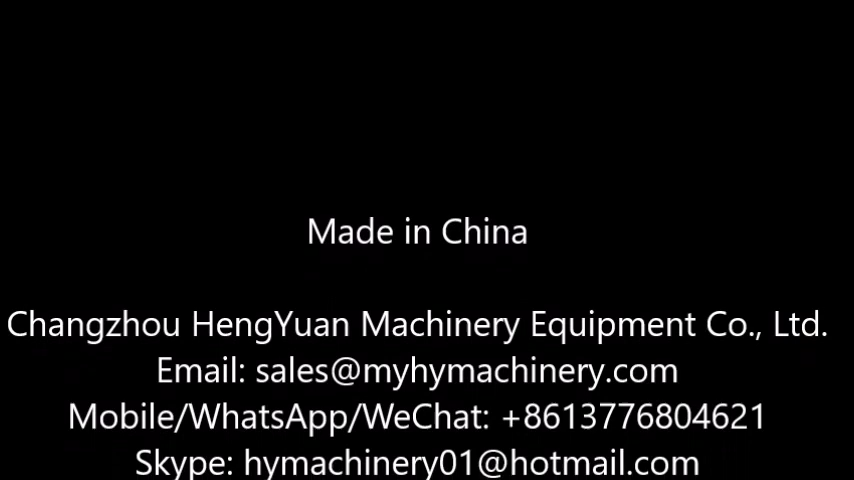 Made in China
Changzhou HengYuan Machinery Equipment Co., Ltd.
Email: sales@myhymachinery.com
Mobile/WhatsApp/WeChat: +8613776804621
Skype: hymachinery01@hotmail.com